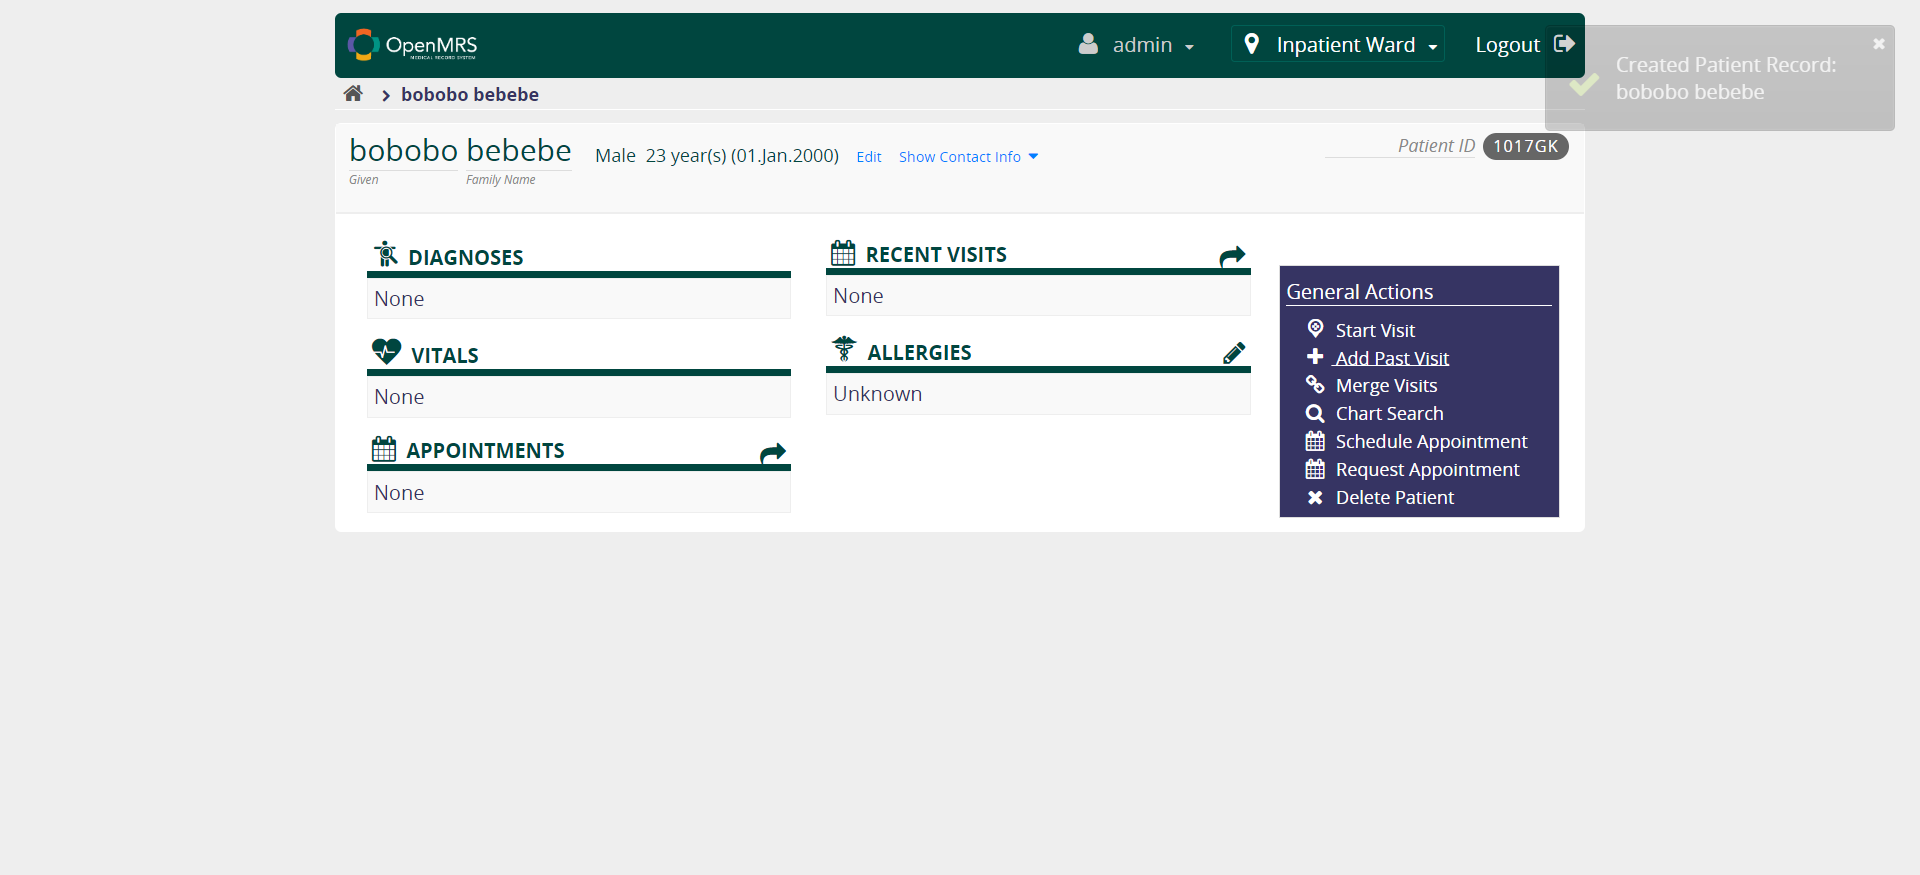 OpenMRS
MEDICAL RECORD SYSTEM
admin
Inpatient Ward
Logout
Created Patient Record:
bobobo bebebe
bobobo bebebe
bobobo bebebe
Given
Family Name
Male 23 year(s) (01.Jan.2000)
Edit
Show Contact Info
Patient ID 1017GK
DIAGNOSES
None
VITALS
None
APPOINTMENTS
None
RECENT VISITS
None
ALLERGIES
Unknown
General Actions
Start Visit
Add Past Visit
Merge Visits
Chart Search
Schedule Appointment
Request Appointment
Delete Patient